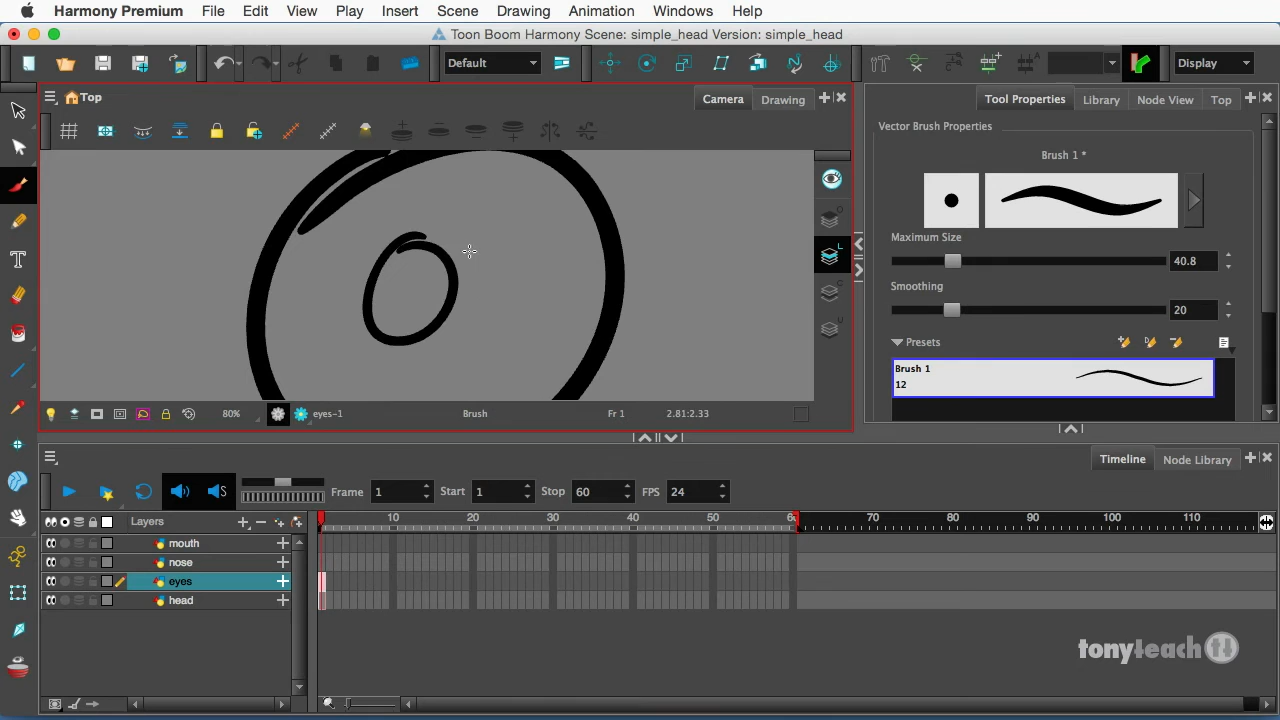 Harmony Premium File Edit View Play Insert Scene Drawing Animation Windows Help
Toon Boom Harmony Scene: simple_head Version: simple_head
Default
Display
Top
Camera
Drawing
Tool Properties
Library
Node View
Top
Vector Brush Properties
Brush 1 *
Maximum Size
40.8
Smoothing
20
Presets
Brush 1
12
80%
eyes-1
Brush
Fr 1
2.81:2.33
Timeline
Node Library
Frame 1 Start 1 Stop 60 FPS 24
Layers
10 20 30 40 50 60 70 80 90 100 110
mouth
nose
eyes
head
tonyteach tt